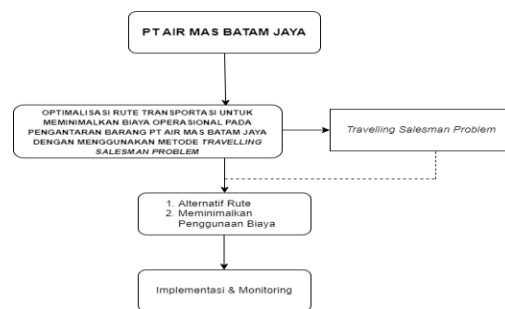 PT AIR MAS BATAM JAYA
OPTIMALISASI RUTE TRANSPORTASI UNTUK
MEMINIMALKAN BIAYA OPERASIONAL PADA
PENGANTARAN BARANG PT AIR MAS BATAM JAYA
DENGAN MENGGUNAKAN METODE TRAVELLING
SALESMAN PROBLEM
Travelling Salesman Problem
1. Alternatif Rute
2. Meminimalkan
Penggunaan Biaya
Implementasi & Monitoring